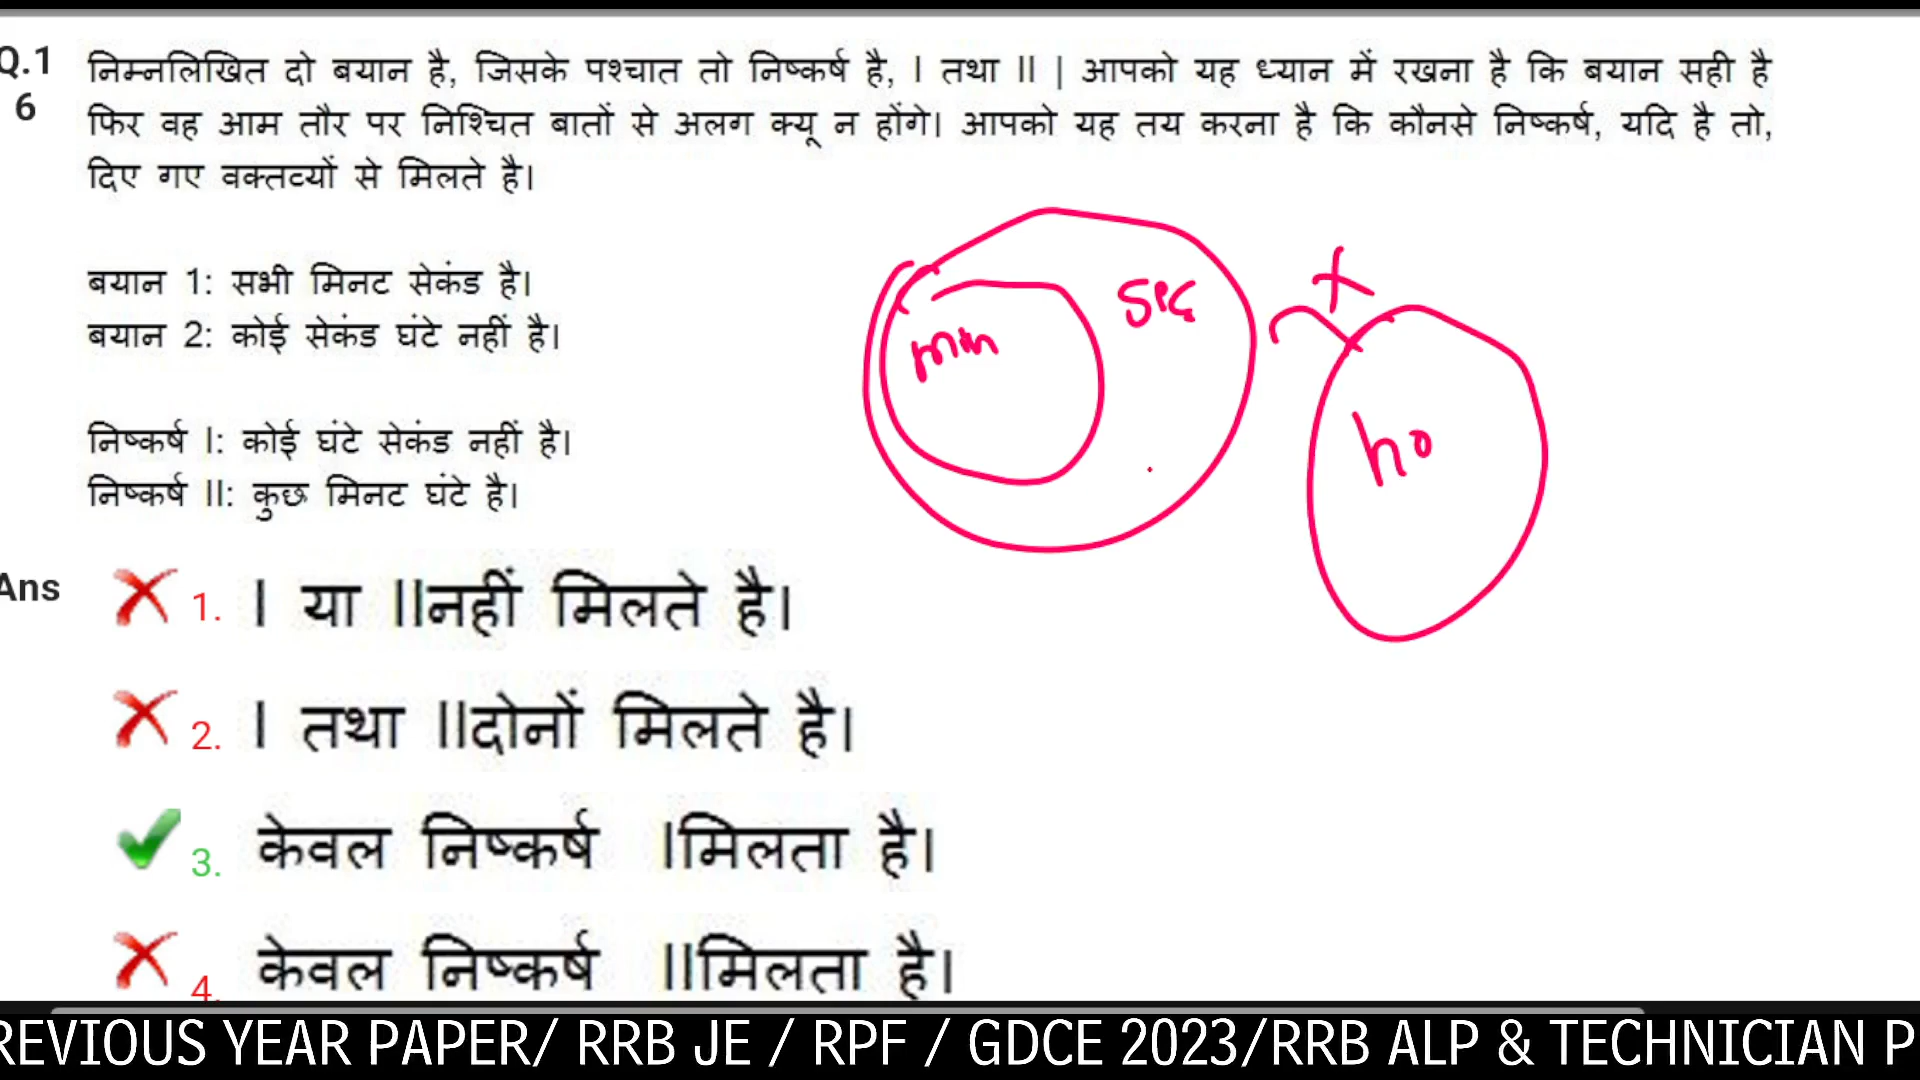 Q.1 निम्नलिखित दो बयान है, जिसके पश्चात तो निष्कर्ष है, I तथा II | आपको यह ध्यान में रखना है कि बयान सही है
6 फिर वह आम तौर पर निश्चित बातों से अलग क्यू न होंगे। आपको यह तय करना है कि कौनसे निष्कर्ष, यदि है तो,
दिए गए वक्तव्यों से मिलते है।
बयान 1: सभी मिनट सेकंड है।
बयान 2: कोई सेकंड घंटे नहीं है।
निष्कर्ष I: कोई घंटे सेकंड नहीं है।
निष्कर्ष II: कुछ मिनट घंटे है।
min
sec
ho
Ans 1. I या IIनहीं मिलते है।
2. I तथा IIदोनों मिलते है।
3. केवल निष्कर्ष Iमिलता है।
4. केवल निष्कर्ष IIमिलता है।
REVIOUS YEAR PAPER/ RRB JE / RPF / GDCE 2023/RRB ALP & TECHNICIAN P